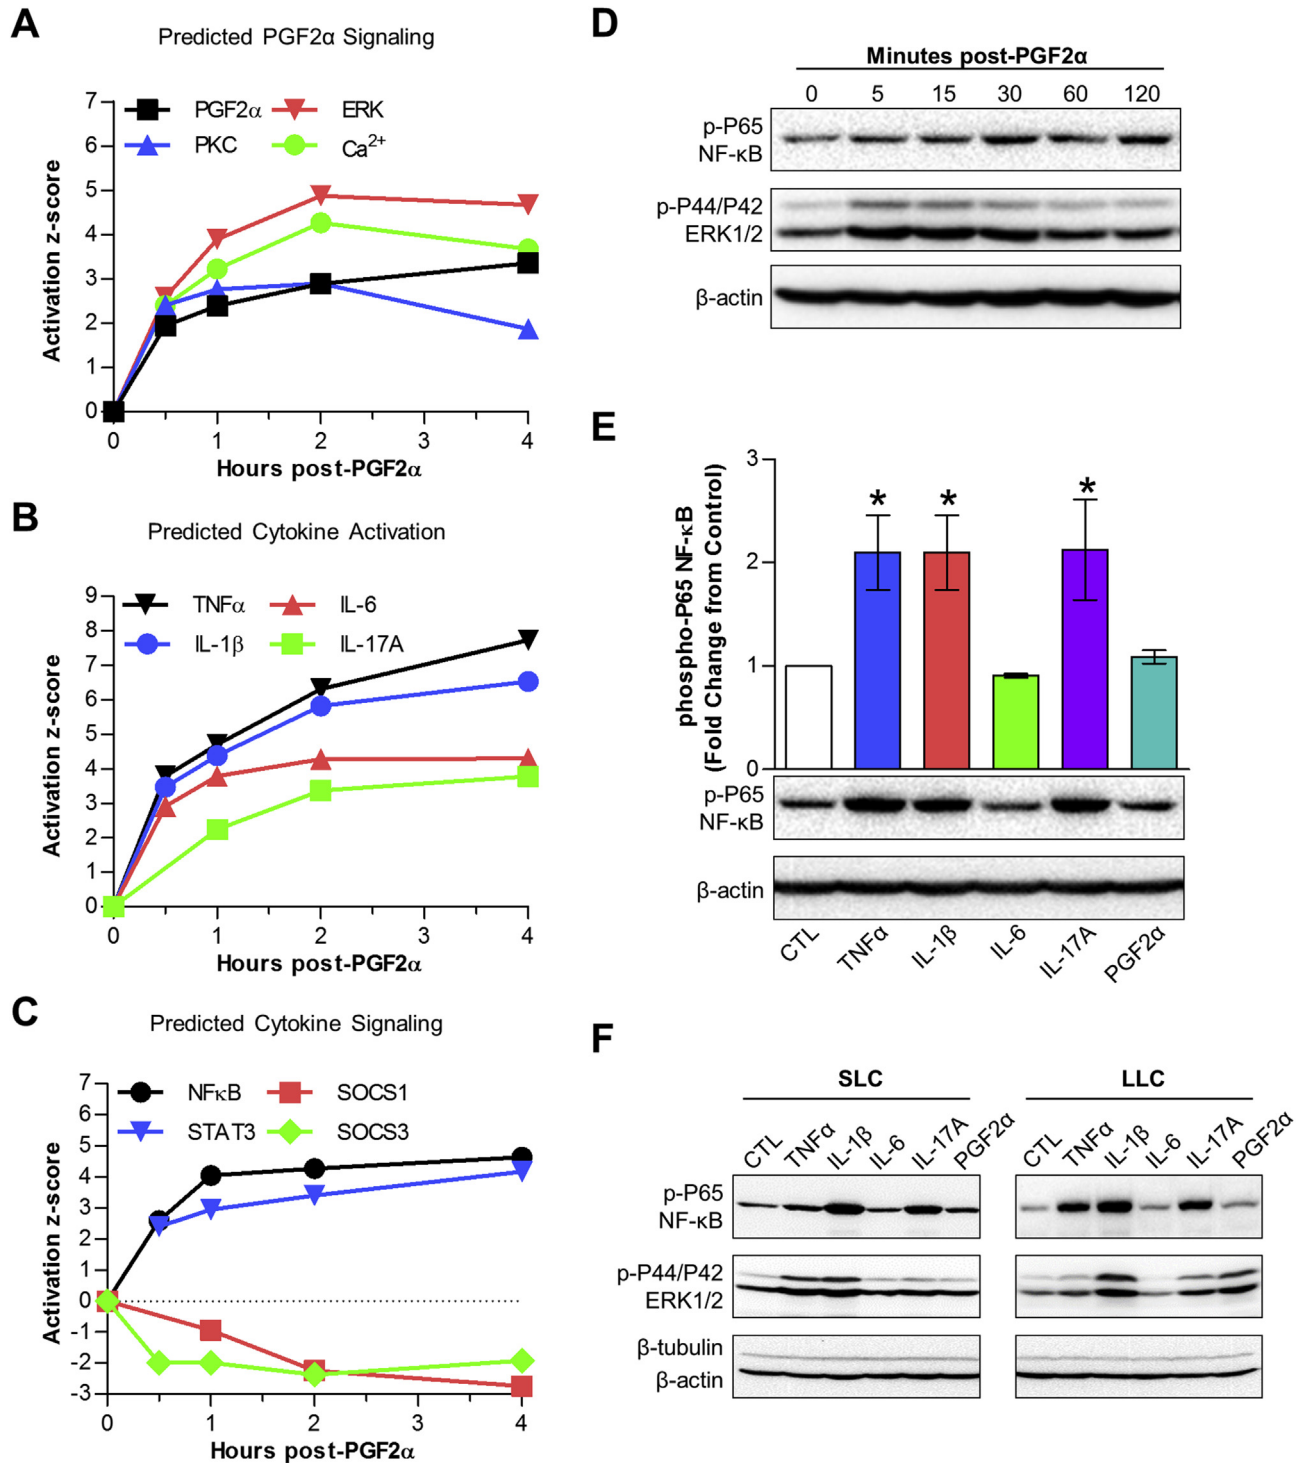 A
Predicted PGF2α Signaling
PGF2α
ERK
PKC
Ca2+
7
6
5
4
3
2
1
0
Activation z-score
0 1 2 3 4
Hours post-PGF2α
B
Predicted Cytokine Activation
TNFα
IL-6
IL-1β
IL-17A
9
8
7
6
5
4
3
2
1
0
Activation z-score
0 1 2 3 4
Hours post-PGF2α
C
Predicted Cytokine Signaling
NFκB
SOCS1
STAT3
SOCS3
7
6
5
4
3
2
1
0
-1
-2
-3
Activation z-score
0 1 2 3 4
Hours post-PGF2α
D
Minutes post-PGF2α
0 5 15 30 60 120
p-P65
NF-κB
p-P44/P42
ERK1/2
β-actin
E
phospho-P65 NF-κB
(Fold Change from Control)
3
2
1
0
* * *
p-P65
NF-κB
β-actin
CTL TNFα IL-1β IL-6 IL-17A PGF2α
F
SLC LLC
CTL TNFα IL-1β IL-6 IL-17A PGF2α CTL TNFα IL-1β IL-6 IL-17A PGF2α
p-P65
NF-κB
p-P44/P42
ERK1/2
β-tubulin
β-actin